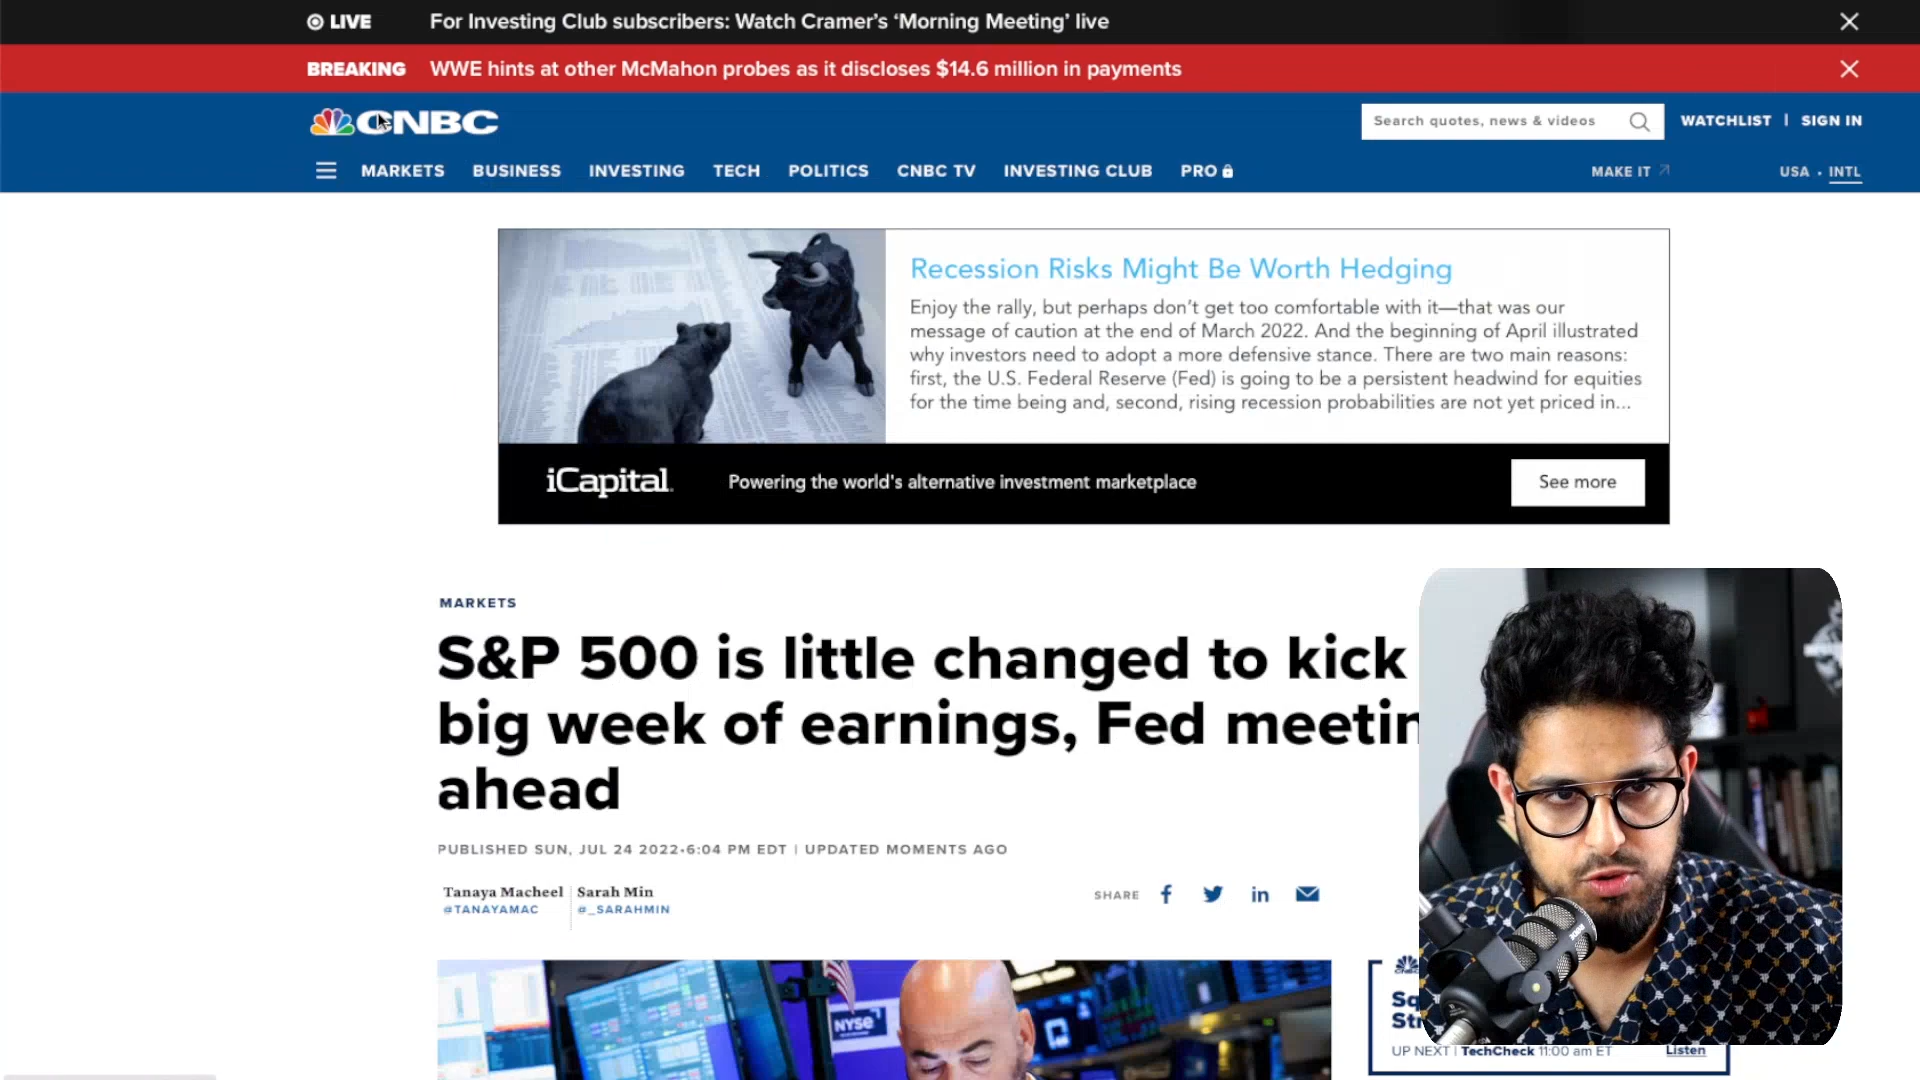 LIVE For Investing Club subscribers: Watch Cramer's 'Morning Meeting' live
BREAKING WWE hints at other McMahon probes as it discloses $14.6 million in payments
CNBC
Search quotes, news & videos
WATCHLIST | SIGN IN
MARKETS BUSINESS INVESTING TECH POLITICS CNBC TV INVESTING CLUB PRO
MAKE IT
USA • INTL
Recession Risks Might Be Worth Hedging
Enjoy the rally, but perhaps don't get too comfortable with it—that was our
message of caution at the end of March 2022. And the beginning of April illustrated
why investors need to adopt a more defensive stance. There are two main reasons:
first, the U.S. Federal Reserve (Fed) is going to be a persistent headwind for equities
for the time being and, second, rising recession probabilities are not yet priced in...
iCapital.
Powering the world's alternative investment marketplace
See more
MARKETS
S&P 500 is little changed to kick
big week of earnings, Fed meetin
ahead
PUBLISHED SUN, JUL 24 2022•6:04 PM EDT | UPDATED MOMENTS AGO
Tanaya Macheel | Sarah Min
@TANAYAMAC @_SARAHMIN
SHARE
NYSE
CNBC
Sq
Str
UP NEXT | TechCheck 11:00 am ET
Listen